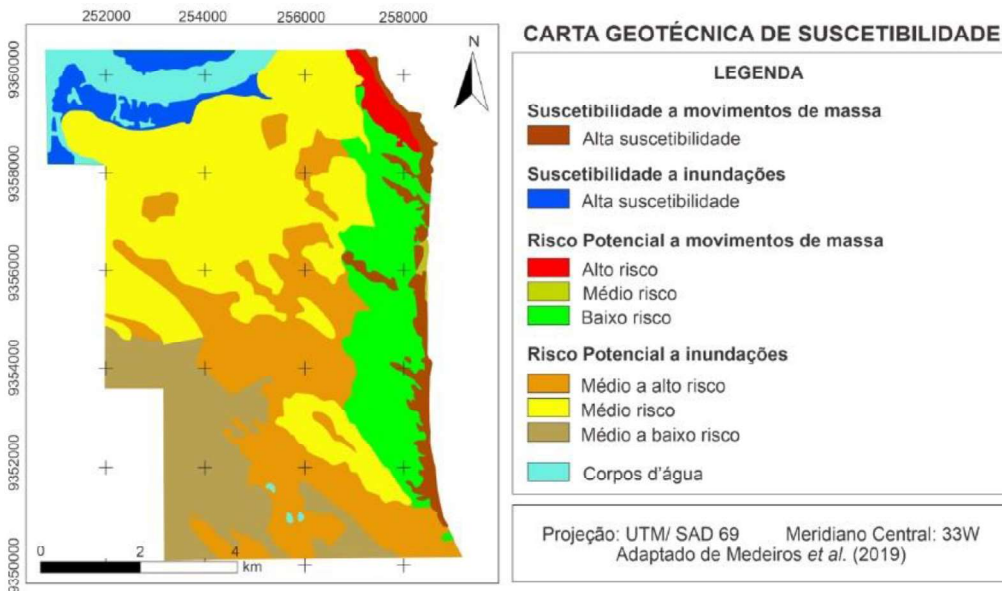 252000 254000 256000 258000
9360000
9358000
9356000
9354000
9352000
9350000
N
0 2 4
km
CARTA GEOTÉCNICA DE SUSCETIBILIDADE
LEGENDA
Suscetibilidade a movimentos de massa
Alta suscetibilidade
Suscetibilidade a inundações
Alta suscetibilidade
Risco Potencial a movimentos de massa
Alto risco
Médio risco
Baixo risco
Risco Potencial a inundações
Médio a alto risco
Médio risco
Médio a baixo risco
Corpos d'água
Projeção: UTM/ SAD 69 Meridiano Central: 33W
Adaptado de Medeiros et al. (2019)